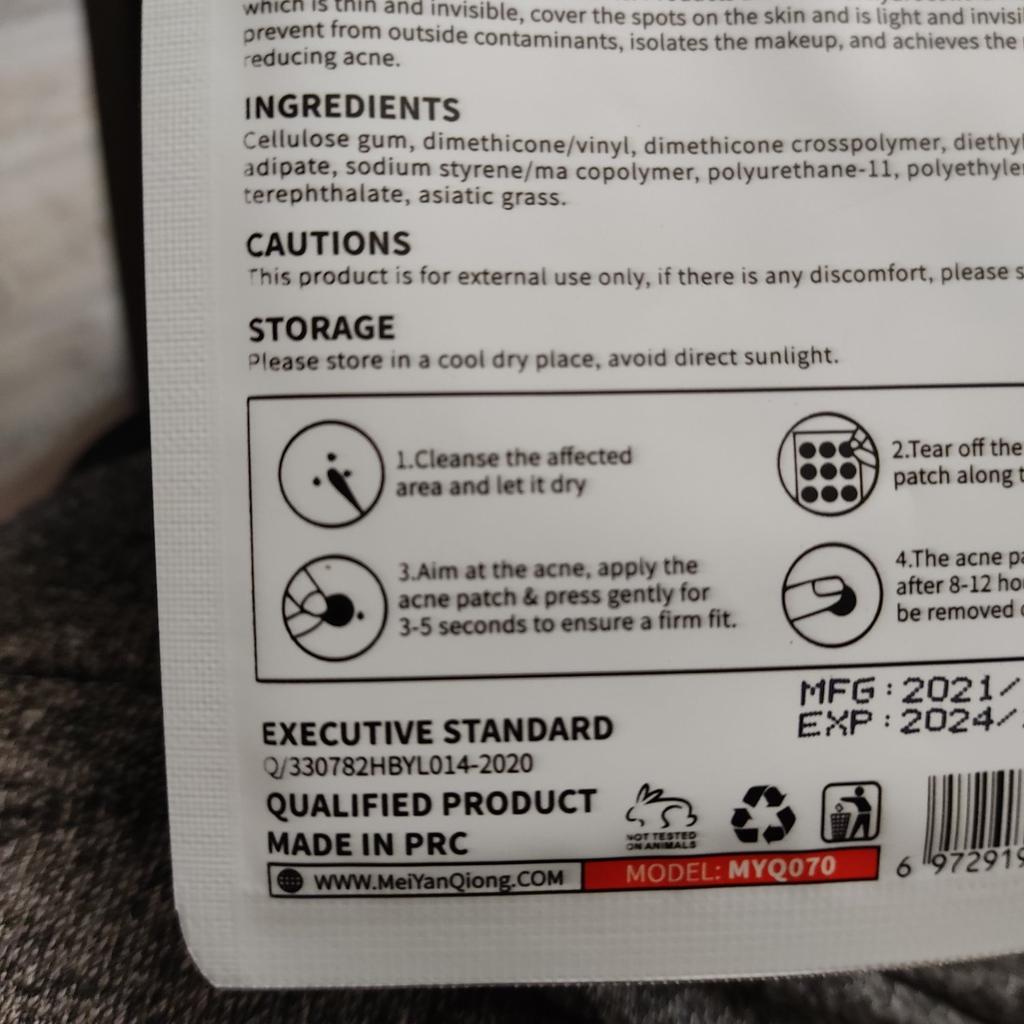 which is thin and invisible, cover the spots on the skin and is light and
prevent from outside contaminants, isolates the makeup, and achieves the
reducing acne.
INGREDIENTS
Cellulose gum, dimethicone/vinyl, dimethicone crosspolymer, diethyl
adipate, sodium styrene/ma copolymer, polyurethane-11,
terephthalate, asiatic grass.
CAUTIONS
This product is for external use only, if there is any discomfort, please
STORAGE
Please store in a cool dry place, avoid direct sunlight.
1.Cleanse the affected
area and let it dry
2.Tear off the
patch along
3.Aim at the acne, apply the
acne patch & press gently for
3-5 seconds to ensure a firm fit.
4.The acne
after 8-12
be removed
MFG : 2021/
EXP : 2024/
EXECUTIVE STANDARD
Q/330782HBYL014-2020
QUALIFIED PRODUCT
MADE IN PRC
NOT TESTED
ON ANIMALS
WWW.MeiYanQiong.COM
MODEL: MYQ070
6 972919